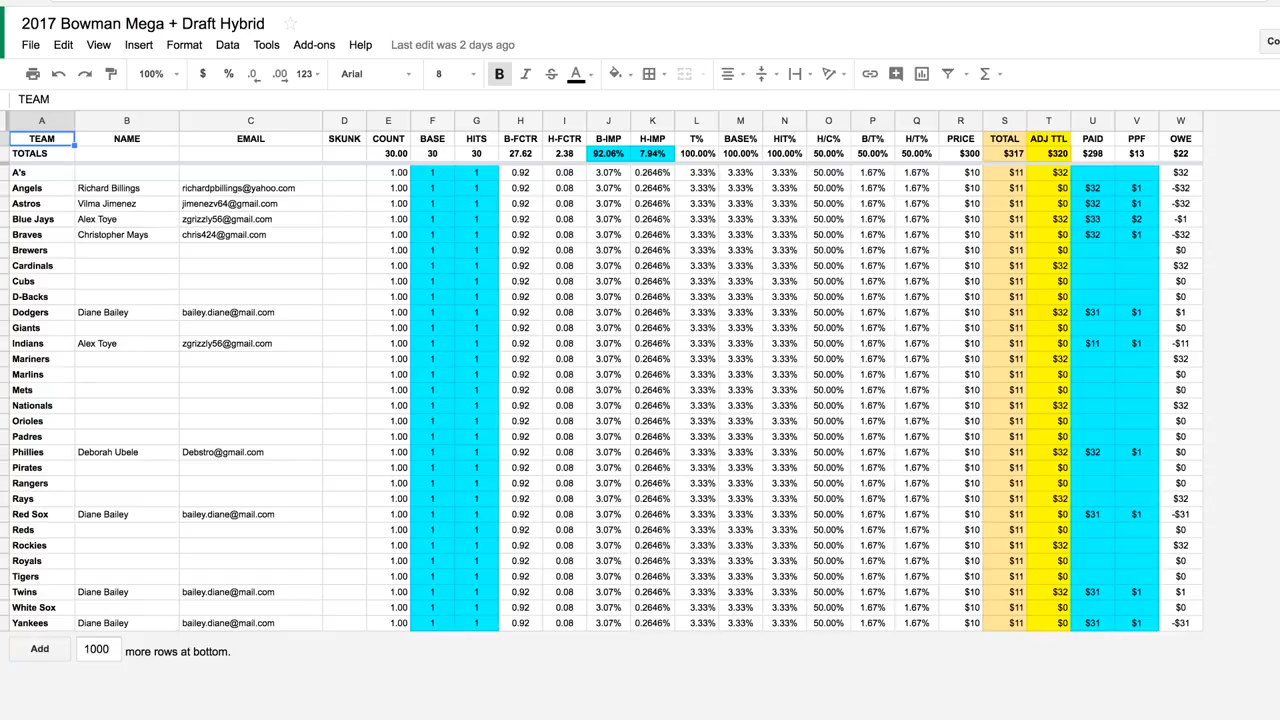 2017 Bowman Mega + Draft Hybrid
File Edit View Insert Format Data Tools Add-ons Help Last edit was 2 days ago
Co
100% $ % .0 .00 123 Arial 8 B I S A
TEAM
A B C D E F G H I J K L M N O P Q R S T U V W
TEAM NAME EMAIL SKUNK COUNT BASE HITS B-FCTR H-FCTR B-IMP H-IMP T% BASE% HIT% H/C% B/T% H/T% PRICE TOTAL ADJ TTL PAID PPF OWE
TOTALS 30.00 30 30 27.62 2.38 92.06% 7.94% 100.00% 100.00% 100.00% 50.00% 50.00% 50.00% $300 $317 $320 $298 $13 $22
A's 1.00 1 1 0.92 0.08 3.07% 0.2646% 3.33% 3.33% 3.33% 50.00% 1.67% 1.67% $10 $11 $32 $32
Angels Richard Billings richardpbillings@yahoo.com 1.00 1 1 0.92 0.08 3.07% 0.2646% 3.33% 3.33% 3.33% 50.00% 1.67% 1.67% $10 $11 $0 $32 $1 -$32
Astros Vilma Jimenez jimenezv64@gmail.com 1.00 1 1 0.92 0.08 3.07% 0.2646% 3.33% 3.33% 3.33% 50.00% 1.67% 1.67% $10 $11 $0 $32 $1 -$32
Blue Jays Alex Toye zgrizzly56@gmail.com 1.00 1 1 0.92 0.08 3.07% 0.2646% 3.33% 3.33% 3.33% 50.00% 1.67% 1.67% $10 $11 $32 $33 $2 -$1
Braves Christopher Mays chris424@gmail.com 1.00 1 1 0.92 0.08 3.07% 0.2646% 3.33% 3.33% 3.33% 50.00% 1.67% 1.67% $10 $11 $0 $32 $1 -$32
Brewers 1.00 1 1 0.92 0.08 3.07% 0.2646% 3.33% 3.33% 3.33% 50.00% 1.67% 1.67% $10 $11 $0 $0
Cardinals 1.00 1 1 0.92 0.08 3.07% 0.2646% 3.33% 3.33% 3.33% 50.00% 1.67% 1.67% $10 $11 $32 $32
Cubs 1.00 1 1 0.92 0.08 3.07% 0.2646% 3.33% 3.33% 3.33% 50.00% 1.67% 1.67% $10 $11 $0 $0
D-Backs 1.00 1 1 0.92 0.08 3.07% 0.2646% 3.33% 3.33% 3.33% 50.00% 1.67% 1.67% $10 $11 $0 $0
Dodgers Diane Bailey bailey.diane@mail.com 1.00 1 1 0.92 0.08 3.07% 0.2646% 3.33% 3.33% 3.33% 50.00% 1.67% 1.67% $10 $11 $32 $31 $1 $1
Giants 1.00 1 1 0.92 0.08 3.07% 0.2646% 3.33% 3.33% 3.33% 50.00% 1.67% 1.67% $10 $11 $0 $0
Indians Alex Toye zgrizzly56@gmail.com 1.00 1 1 0.92 0.08 3.07% 0.2646% 3.33% 3.33% 3.33% 50.00% 1.67% 1.67% $10 $11 $0 $11 $1 -$11
Mariners 1.00 1 1 0.92 0.08 3.07% 0.2646% 3.33% 3.33% 3.33% 50.00% 1.67% 1.67% $10 $11 $32 $32
Marlins 1.00 1 1 0.92 0.08 3.07% 0.2646% 3.33% 3.33% 3.33% 50.00% 1.67% 1.67% $10 $11 $0 $0
Mets 1.00 1 1 0.92 0.08 3.07% 0.2646% 3.33% 3.33% 3.33% 50.00% 1.67% 1.67% $10 $11 $0 $0
Nationals 1.00 1 1 0.92 0.08 3.07% 0.2646% 3.33% 3.33% 3.33% 50.00% 1.67% 1.67% $10 $11 $32 $32
Orioles 1.00 1 1 0.92 0.08 3.07% 0.2646% 3.33% 3.33% 3.33% 50.00% 1.67% 1.67% $10 $11 $0 $0
Padres 1.00 1 1 0.92 0.08 3.07% 0.2646% 3.33% 3.33% 3.33% 50.00% 1.67% 1.67% $10 $11 $0 $0
Phillies Deborah Ubele Debstro@gmail.com 1.00 1 1 0.92 0.08 3.07% 0.2646% 3.33% 3.33% 3.33% 50.00% 1.67% 1.67% $10 $11 $32 $32 $1 $0
Pirates 1.00 1 1 0.92 0.08 3.07% 0.2646% 3.33% 3.33% 3.33% 50.00% 1.67% 1.67% $10 $11 $0 $0
Rangers 1.00 1 1 0.92 0.08 3.07% 0.2646% 3.33% 3.33% 3.33% 50.00% 1.67% 1.67% $10 $11 $0 $0
Rays 1.00 1 1 0.92 0.08 3.07% 0.2646% 3.33% 3.33% 3.33% 50.00% 1.67% 1.67% $10 $11 $32 $32
Red Sox Diane Bailey bailey.diane@mail.com 1.00 1 1 0.92 0.08 3.07% 0.2646% 3.33% 3.33% 3.33% 50.00% 1.67% 1.67% $10 $11 $0 $31 $1 -$31
Reds 1.00 1 1 0.92 0.08 3.07% 0.2646% 3.33% 3.33% 3.33% 50.00% 1.67% 1.67% $10 $11 $0 $0
Rockies 1.00 1 1 0.92 0.08 3.07% 0.2646% 3.33% 3.33% 3.33% 50.00% 1.67% 1.67% $10 $11 $32 $32
Royals 1.00 1 1 0.92 0.08 3.07% 0.2646% 3.33% 3.33% 3.33% 50.00% 1.67% 1.67% $10 $11 $0 $0
Tigers 1.00 1 1 0.92 0.08 3.07% 0.2646% 3.33% 3.33% 3.33% 50.00% 1.67% 1.67% $10 $11 $0 $0
Twins Diane Bailey bailey.diane@mail.com 1.00 1 1 0.92 0.08 3.07% 0.2646% 3.33% 3.33% 3.33% 50.00% 1.67% 1.67% $10 $11 $32 $31 $1 $1
White Sox 1.00 1 1 0.92 0.08 3.07% 0.2646% 3.33% 3.33% 3.33% 50.00% 1.67% 1.67% $10 $11 $0 $0
Yankees Diane Bailey bailey.diane@mail.com 1.00 1 1 0.92 0.08 3.07% 0.2646% 3.33% 3.33% 3.33% 50.00% 1.67% 1.67% $10 $11 $0 $31 $1 -$31
Add 1000 more rows at bottom.